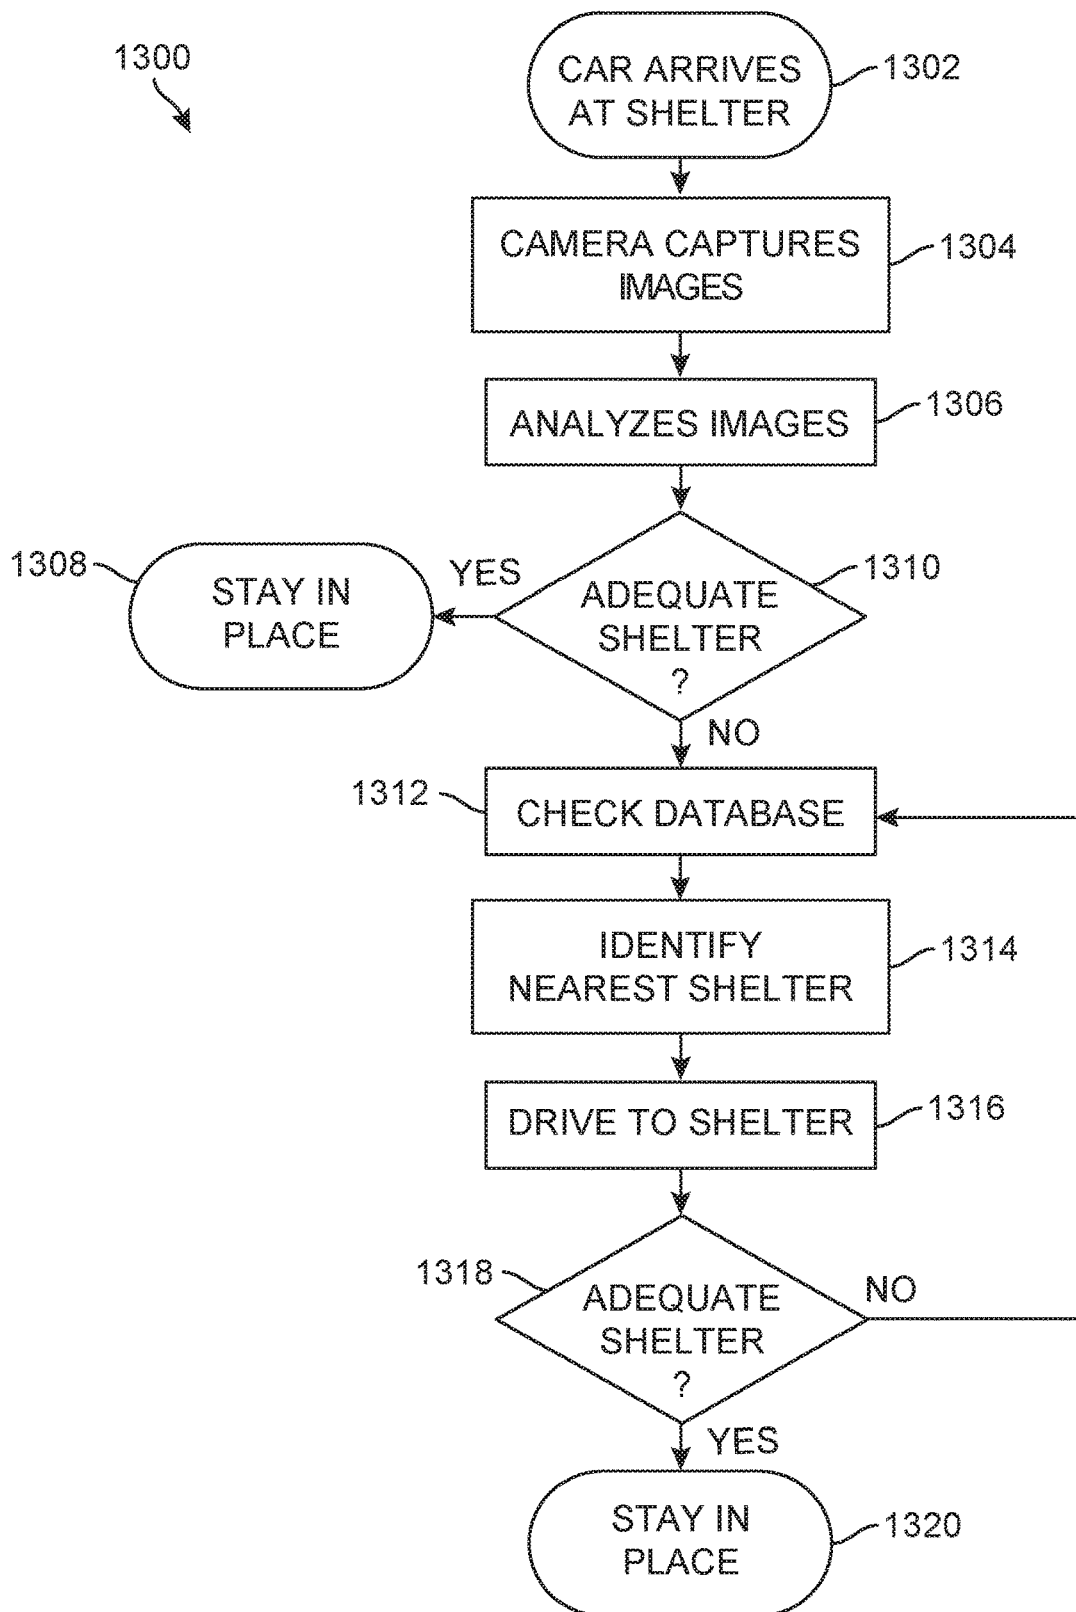 1300
CAR ARRIVES
AT SHELTER
1302
CAMERA CAPTURES
IMAGES
1304
ANALYZES IMAGES
1306
1308
STAY IN
PLACE
YES
ADEQUATE
SHELTER
?
1310
NO
1312
CHECK DATABASE
IDENTIFY
NEAREST SHELTER
1314
DRIVE TO SHELTER
1316
1318
ADEQUATE
SHELTER
?
NO
YES
STAY IN
PLACE
1320